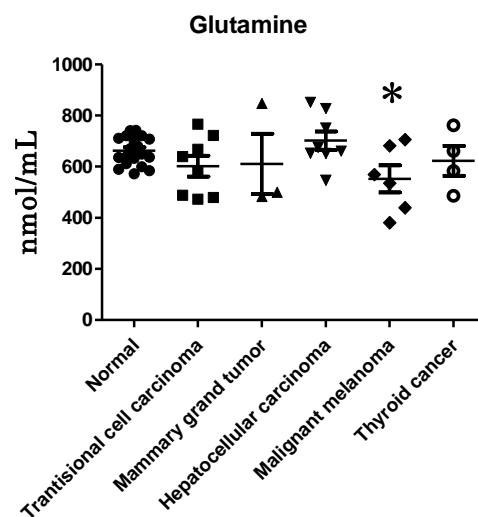 Glutamine
nmol/mL
1000
800
600
400
200
0
*
Normal
Trantisional cell carcinoma
Mammary grand tumor
Hepatocellular carcinoma
Malignant melanoma
Thyroid cancer